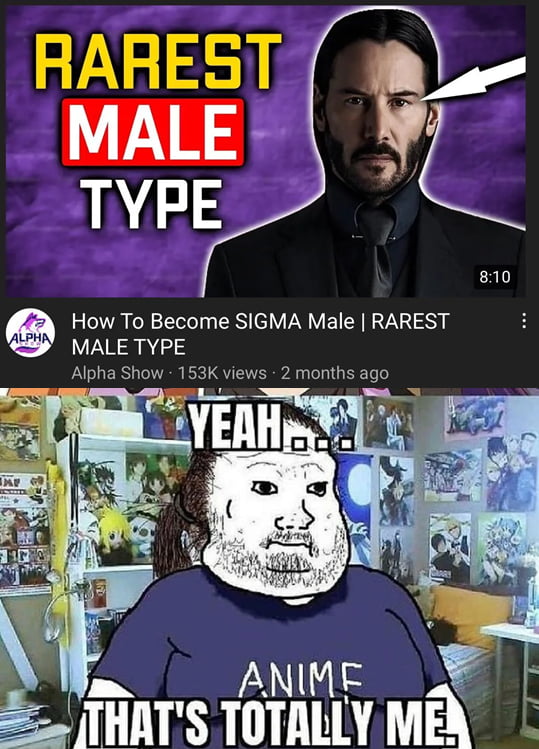 RAREST
MALE
TYPE
8:10
ALPHA
How To Become SIGMA Male | RAREST
MALE TYPE
Alpha Show · 153K views · 2 months ago
YEAH...
ANIME
THAT'S TOTALLY ME.